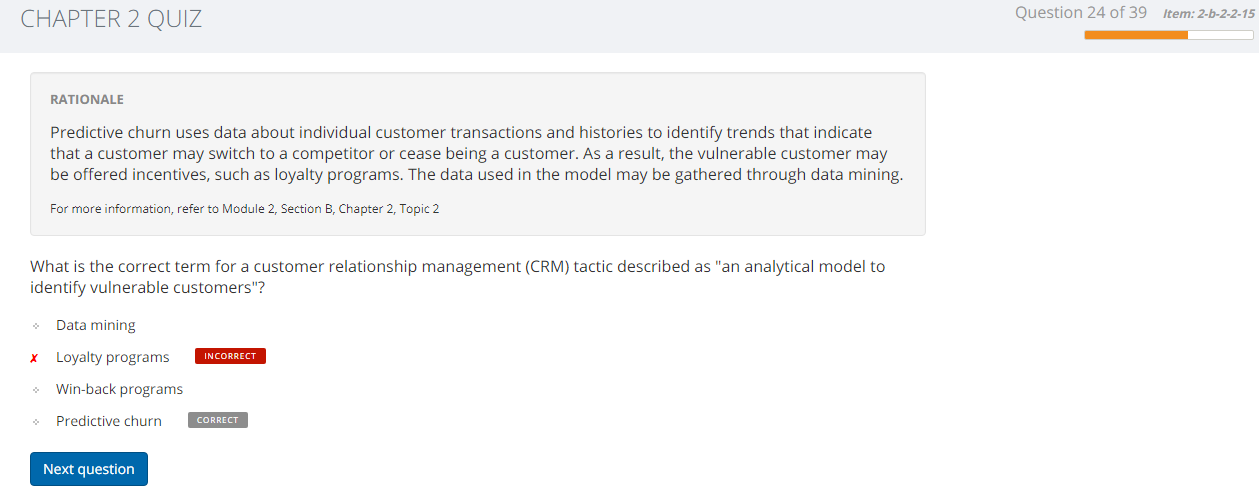 CHAPTER 2 QUIZ
Question 24 of 39 Item: 2-b-2-2-15
RATIONALE
Predictive churn uses data about individual customer transactions and histories to identify trends that indicate
that a customer may switch to a competitor or cease being a customer. As a result, the vulnerable customer may
be offered incentives, such as loyalty programs. The data used in the model may be gathered through data mining.
For more information, refer to Module 2, Section B, Chapter 2, Topic 2
What is the correct term for a customer relationship management (CRM) tactic described as "an analytical model to
identify vulnerable customers"?
Data mining
Loyalty programs INCORRECT
Win-back programs
Predictive churn CORRECT
Next question